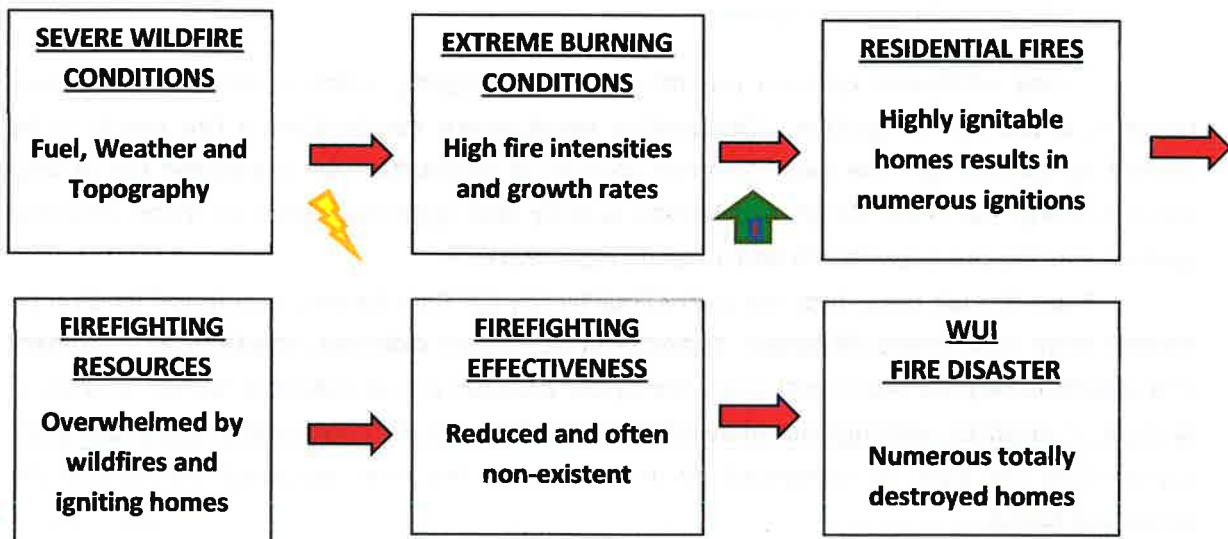 SEVERE WILDFIRE
CONDITIONS
Fuel, Weather and
Topography
EXTREME BURNING
CONDITIONS
High fire intensities
and growth rates
RESIDENTIAL FIRES
Highly ignitable
homes results in
numerous ignitions
FIREFIGHTING
RESOURCES
Overwhelmed by
wildfires and
igniting homes
FIREFIGHTING
EFFECTIVENESS
Reduced and often
non-existent
WUI
FIRE DISASTER
Numerous totally
destroyed homes